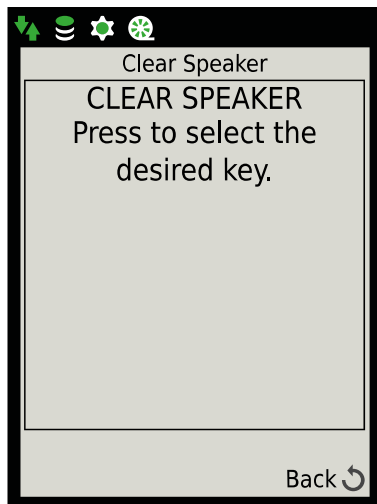 Clear Speaker
CLEAR SPEAKER
Press to select the
desired key.
Back